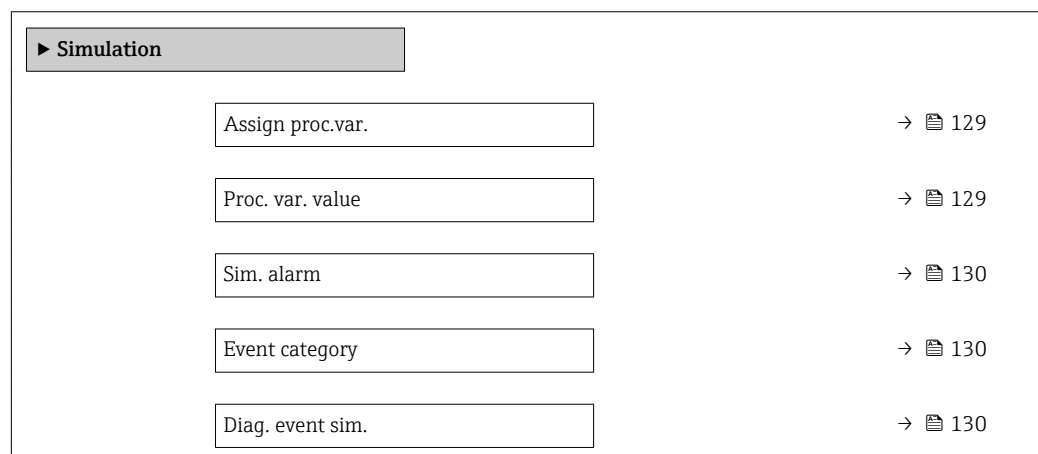 ▶ Simulation
Assign proc.var. → 129
Proc. var. value → 129
Sim. alarm → 130
Event category → 130
Diag. event sim. → 130